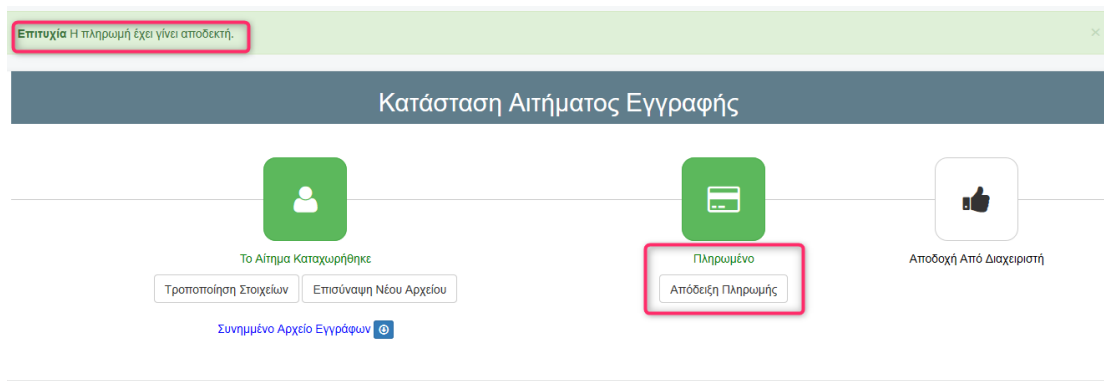 Επιτυχία Η πληρωμή έχει γίνει αποδεκτή. ×
Κατάσταση Αιτήματος Εγγραφής
Το Αίτημα Καταχωρήθηκε
Πληρωμένο
Αποδοχή Από Διαχειριστή
Τροποποίηση Στοιχείων
Επισύναψη Νέου Αρχείου
Απόδειξη Πληρωμής
Συνημμένο Αρχείο Εγγράφων